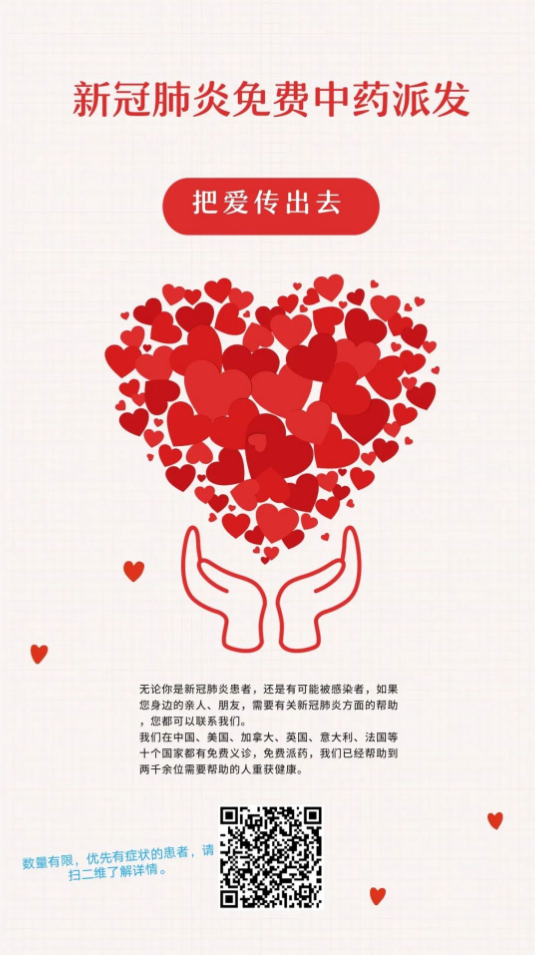 新冠肺炎免费中药派发
把爱传出去
无论你是新冠肺炎患者，还是有可能被感染者，如果
您身边的亲人、朋友，需要有关新冠肺炎方面的帮助
，您都可以联系我们。
我们在中国、美国、加拿大、英国、意大利、法国等
十个国家都有免费义诊，免费派药，我们已经帮助到
两千余位需要帮助的人重获健康。
数量有限，优先有症状的患者，请
扫二维了解详情。